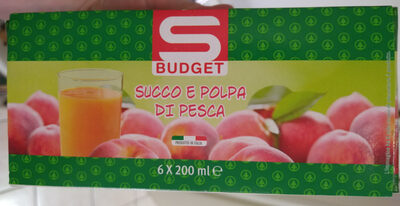 S
BUDGET
SUCCO E POLPA
DI PESCA
PRODOTTO IN ITALIA
6 X 200 ml e